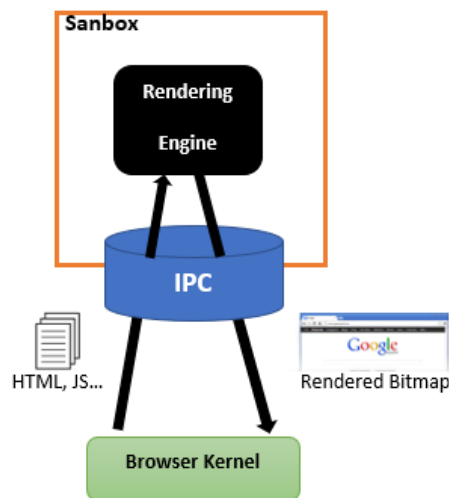 Sanbox
Rendering
Engine
IPC
HTML, JS...
Google
Rendered Bitmap
Browser Kernel